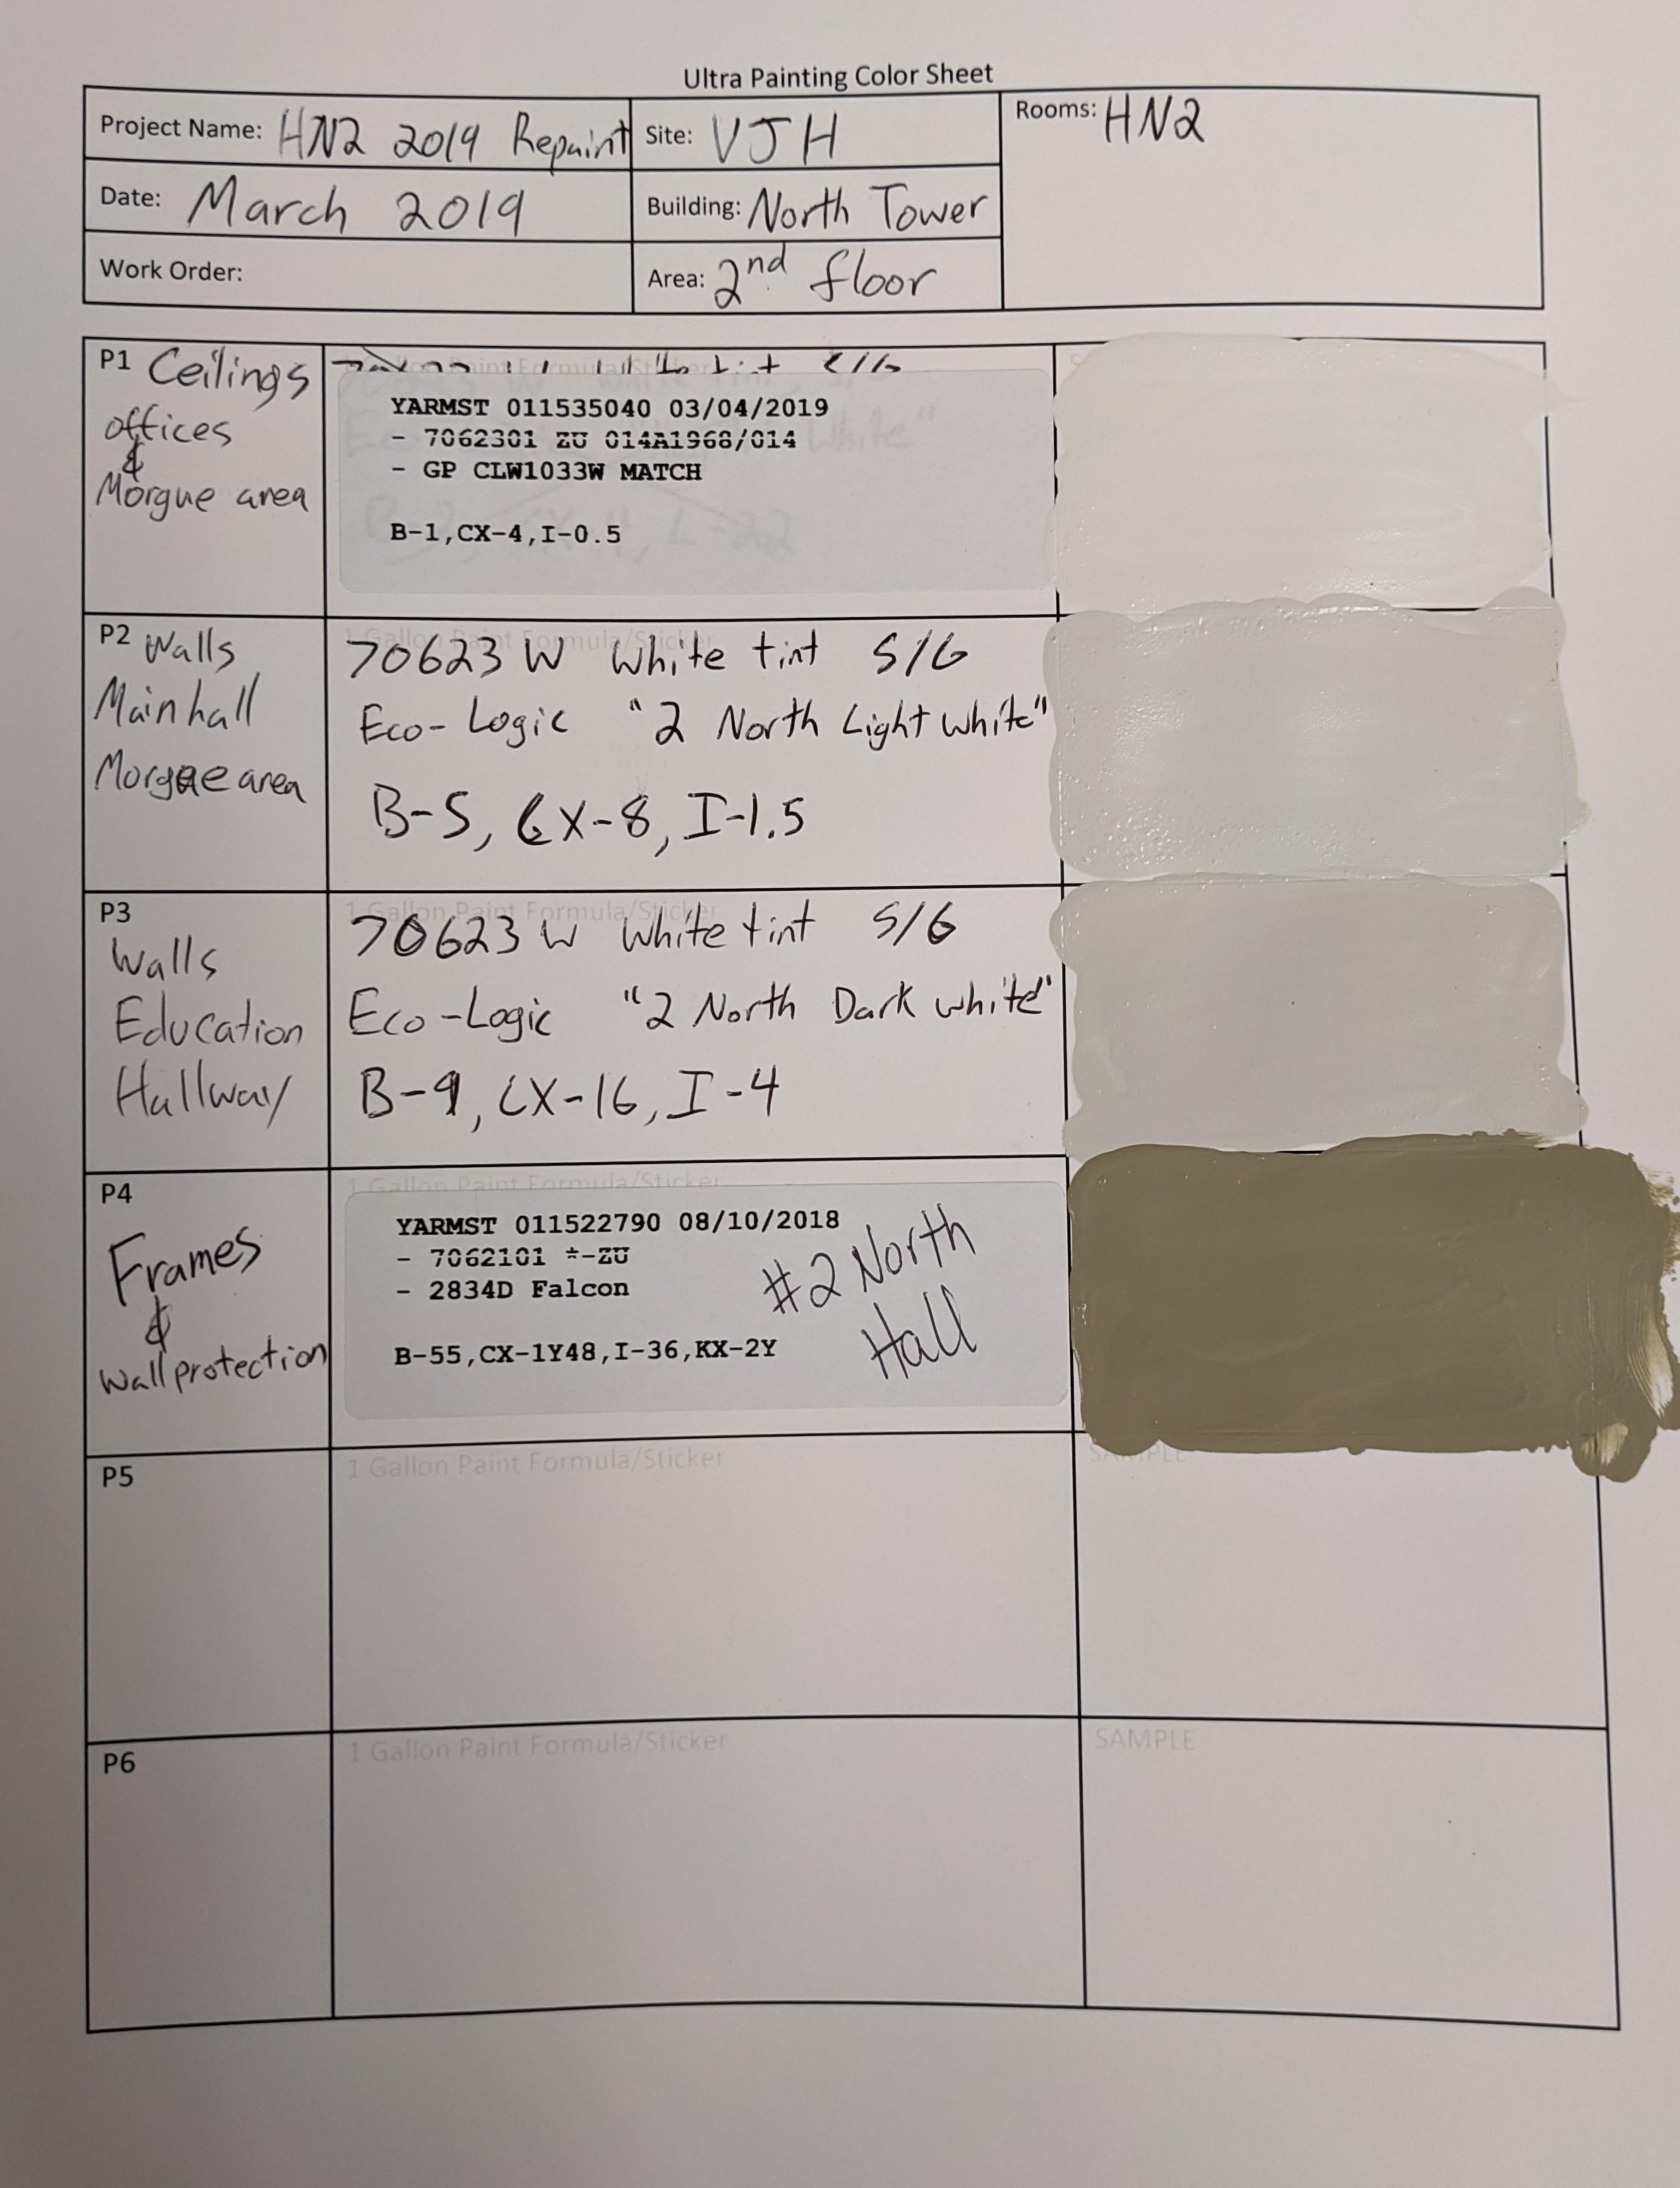 Ultra Painting Color Sheet
Project Name: HN2 2019 Repaint
Site: VJH
Rooms: HN2
Date: March 2019
Building: North Tower
Work Order:
Area: 2nd floor
P1 Ceilings
offices
&
Morgue area
YARMST 011535040 03/04/2019
- 7062301 ZU 014A1968/014
- GP CLW1033W MATCH
B-1,CX-4,I-0.5
P2 Walls
Main hall
Morgue area
1 Gallon Paint Formula/Sticker
70623 W White tint S/G
Eco-Logic "2 North Light White"
B-5, CX-8, I-1.5
P3
Walls
Education
Hallway
1 Gallon Paint Formula/Sticker
70623 W White tint S/G
Eco-Logic "2 North Dark white"
B-9, CX-16, I-4
P4
Frames
&
wall protection
1 Gallon Paint Formula/Sticker
YARMST 011522790 08/10/2018
- 7062101 *-ZU
- 2834D Falcon
B-55,CX-1Y48,I-36,KX-2Y
#2 North
Hall
P5
1 Gallon Paint Formula/Sticker
SAMPLE
P6
1 Gallon Paint Formula/Sticker
SAMPLE